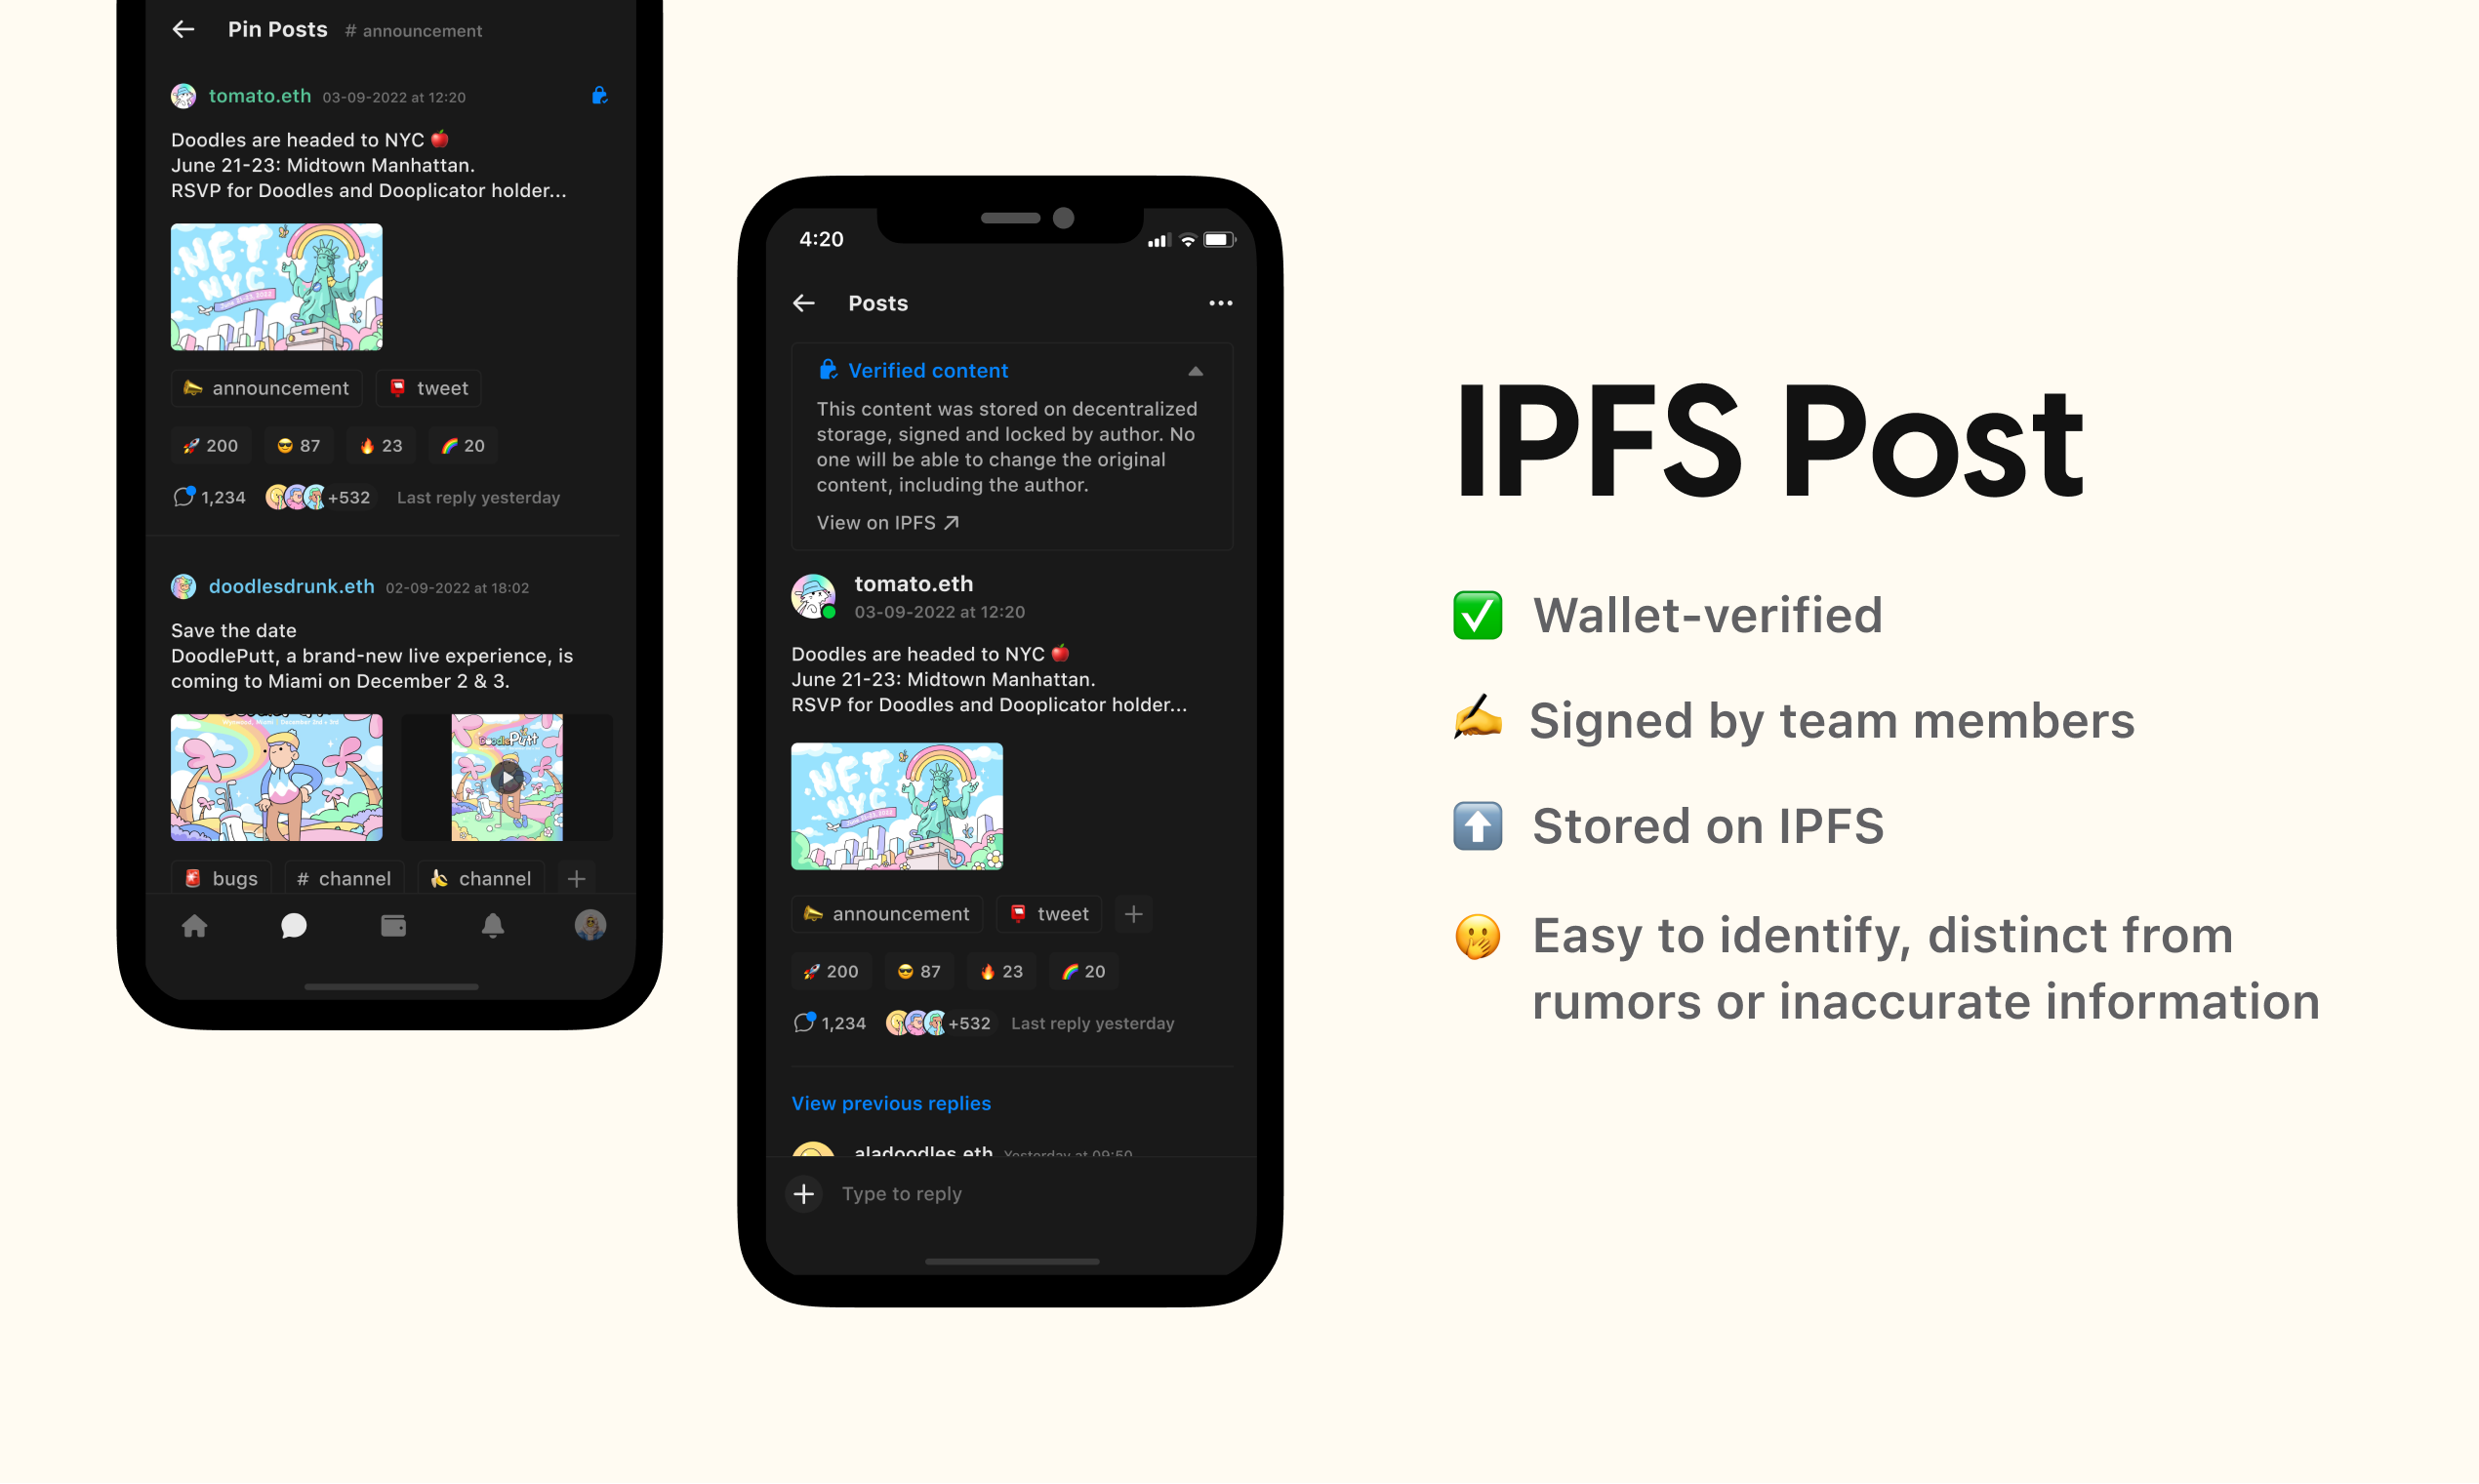 Pin Posts # announcement
tomato.eth 03-09-2022 at 12:20
Doodles are headed to NYC 🍎
June 21-23: Midtown Manhattan.
RSVP for Doodles and Dooplicator holder...
NFT
NYC
June 21-23, 2022
announcement tweet
200 87 23 20
1,234 +532 Last reply yesterday
doodlesdrunk.eth 02-09-2022 at 18:02
Save the date
DoodlePutt, a brand-new live experience, is
coming to Miami on December 2 & 3.
DoodlePutt
bugs # channel channel
4:20
Posts
Verified content
This content was stored on decentralized
storage, signed and locked by author. No
one will be able to change the original
content, including the author.
View on IPFS
tomato.eth
03-09-2022 at 12:20
Doodles are headed to NYC 🍎
June 21-23: Midtown Manhattan.
RSVP for Doodles and Dooplicator holder...
NFT
NYC
June 21-23, 2022
announcement tweet
200 87 23 20
1,234 +532 Last reply yesterday
View previous replies
aladoodles.eth Yesterday at 09:50
Type to reply
IPFS Post
✅ Wallet-verified
✍️ Signed by team members
⬆️ Stored on IPFS
🤭 Easy to identify, distinct from
rumors or inaccurate information